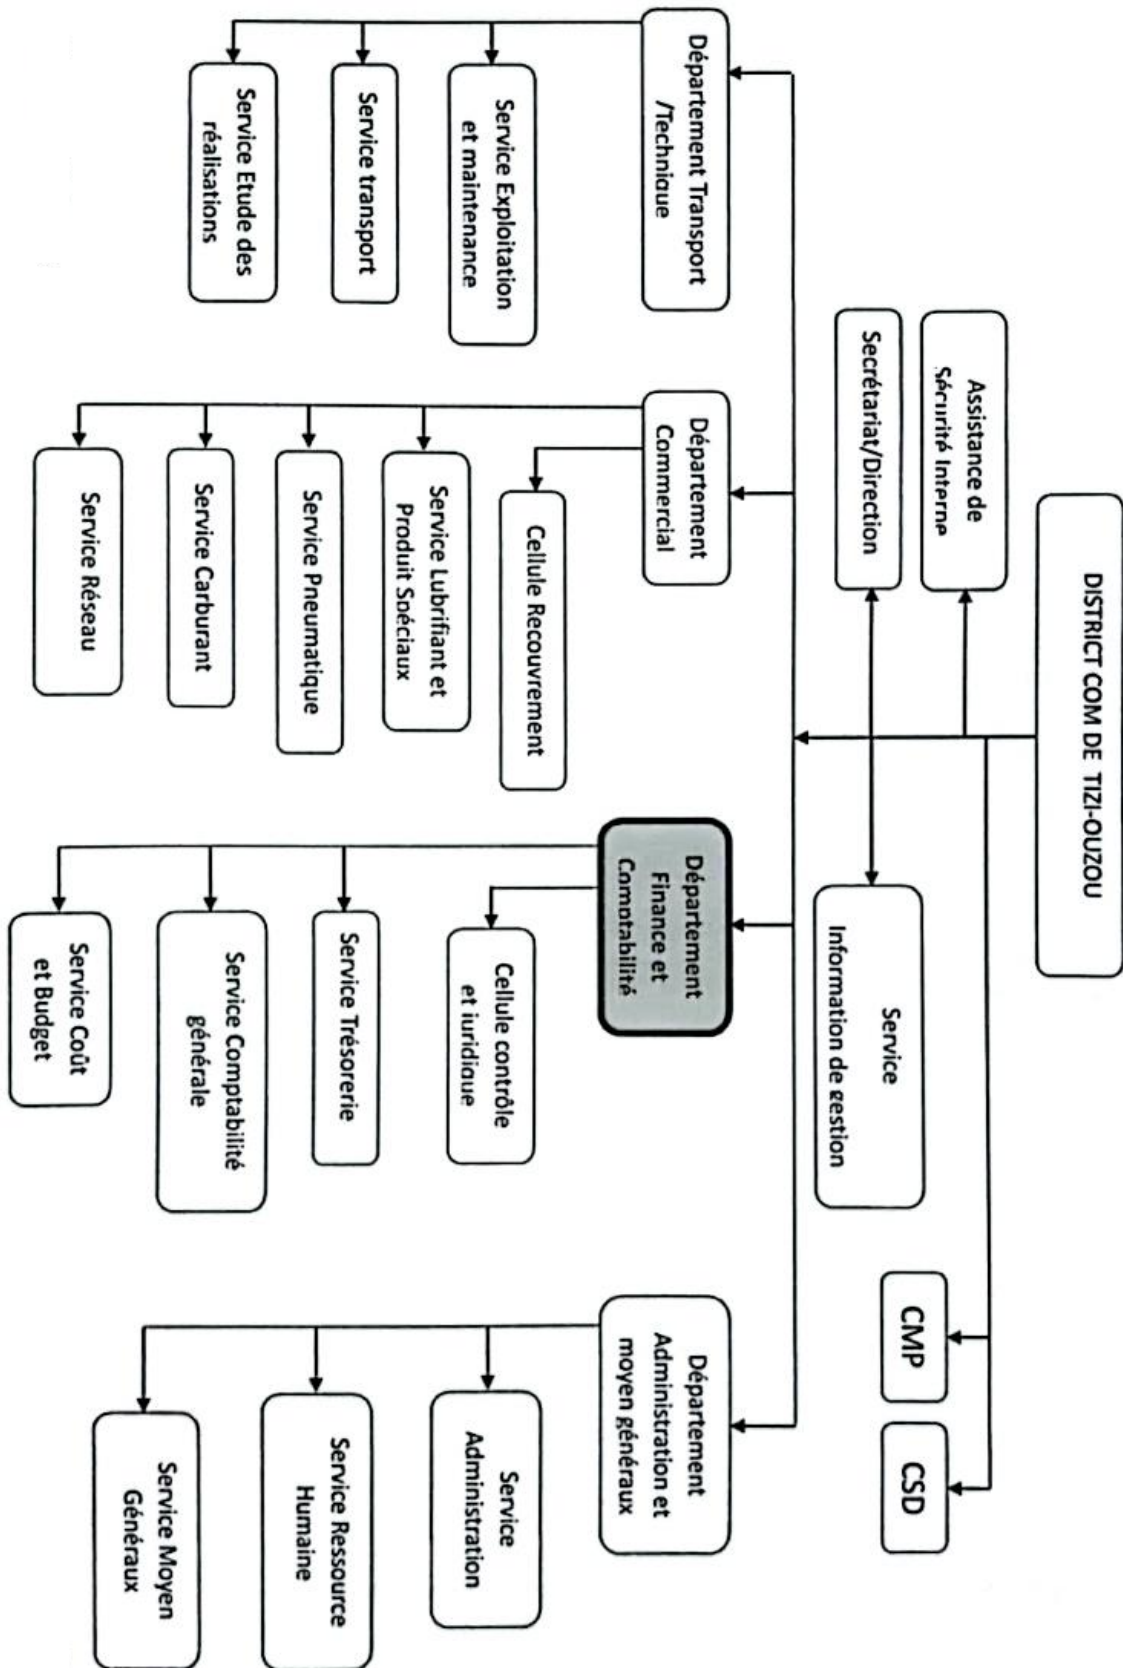 DISTRICT COM DE TIZI-OUZOU
Assistance de
Sécurité Interne
Secrétariat/Direction
Service
Information de gestion
CMP
CSD
Département Transport
/Technique
Service Exploitation
et maintenance
Service transport
Service Etude des
réalisations
Département
Commercial
Cellule Recouvrement
Service Lubrifiant et
Produit Spéciaux
Service Pneumatique
Service Carburant
Service Réseau
Département
Finance et
Comptabilité
Cellule contrôle
et juridique
Service Trésorerie
Service Comptabilité
générale
Service Coût
et Budget
Département
Administration et
moyen généraux
Service
Administration
Service Ressource
Humaine
Service Moyen
Généraux